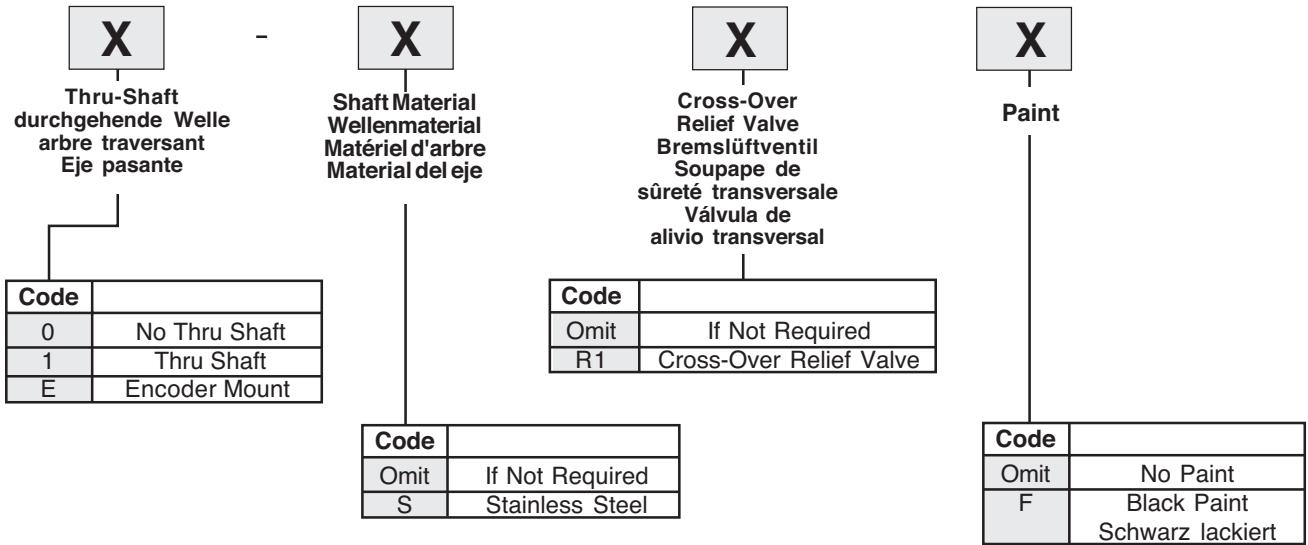 X - X X X
Thru-Shaft
durchgehende Welle
arbre traversant
Eje pasante
Shaft Material
Wellenmaterial
Matériel d'arbre
Material del eje
Cross-Over
Relief Valve
Bremslüftventil
Soupape de
sûreté transversale
Válvula de
alivio transversal
Paint
Code
0 No Thru Shaft
1 Thru Shaft
E Encoder Mount
Code
Omit If Not Required
S Stainless Steel
Code
Omit If Not Required
R1 Cross-Over Relief Valve
Code
Omit No Paint
F Black Paint
Schwarz lackiert